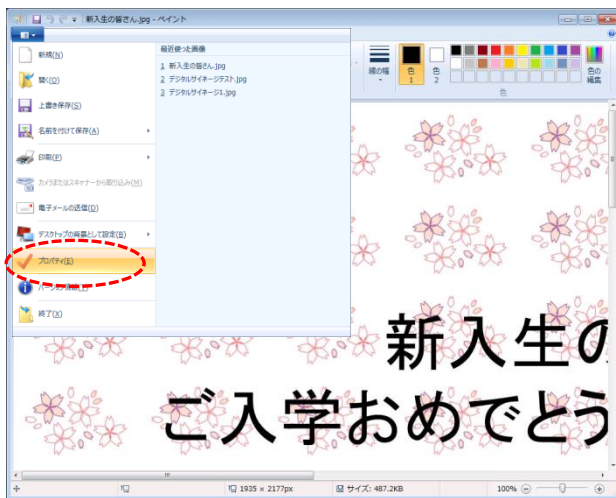 新入生の皆さん.jpg - ペイント
新規(N)
開く(O)
上書き保存(S)
名前を付けて保存(A)
印刷(P)
カメラまたはスキャナーから取り込み(M)
電子メールの送信(D)
デスクトップの背景として設定(B)
プロパティ(E)
終了(X)
最近使った画像
1 新入生の皆さん.jpg
2 デジタルサイネージテスト.jpg
3 デジタルサイネージ1.jpg
線の幅
色
1
色
2
色の
編集
色
新入生の
ご入学おめでとう
1935 × 2177px
サイズ: 487.2KB
100%